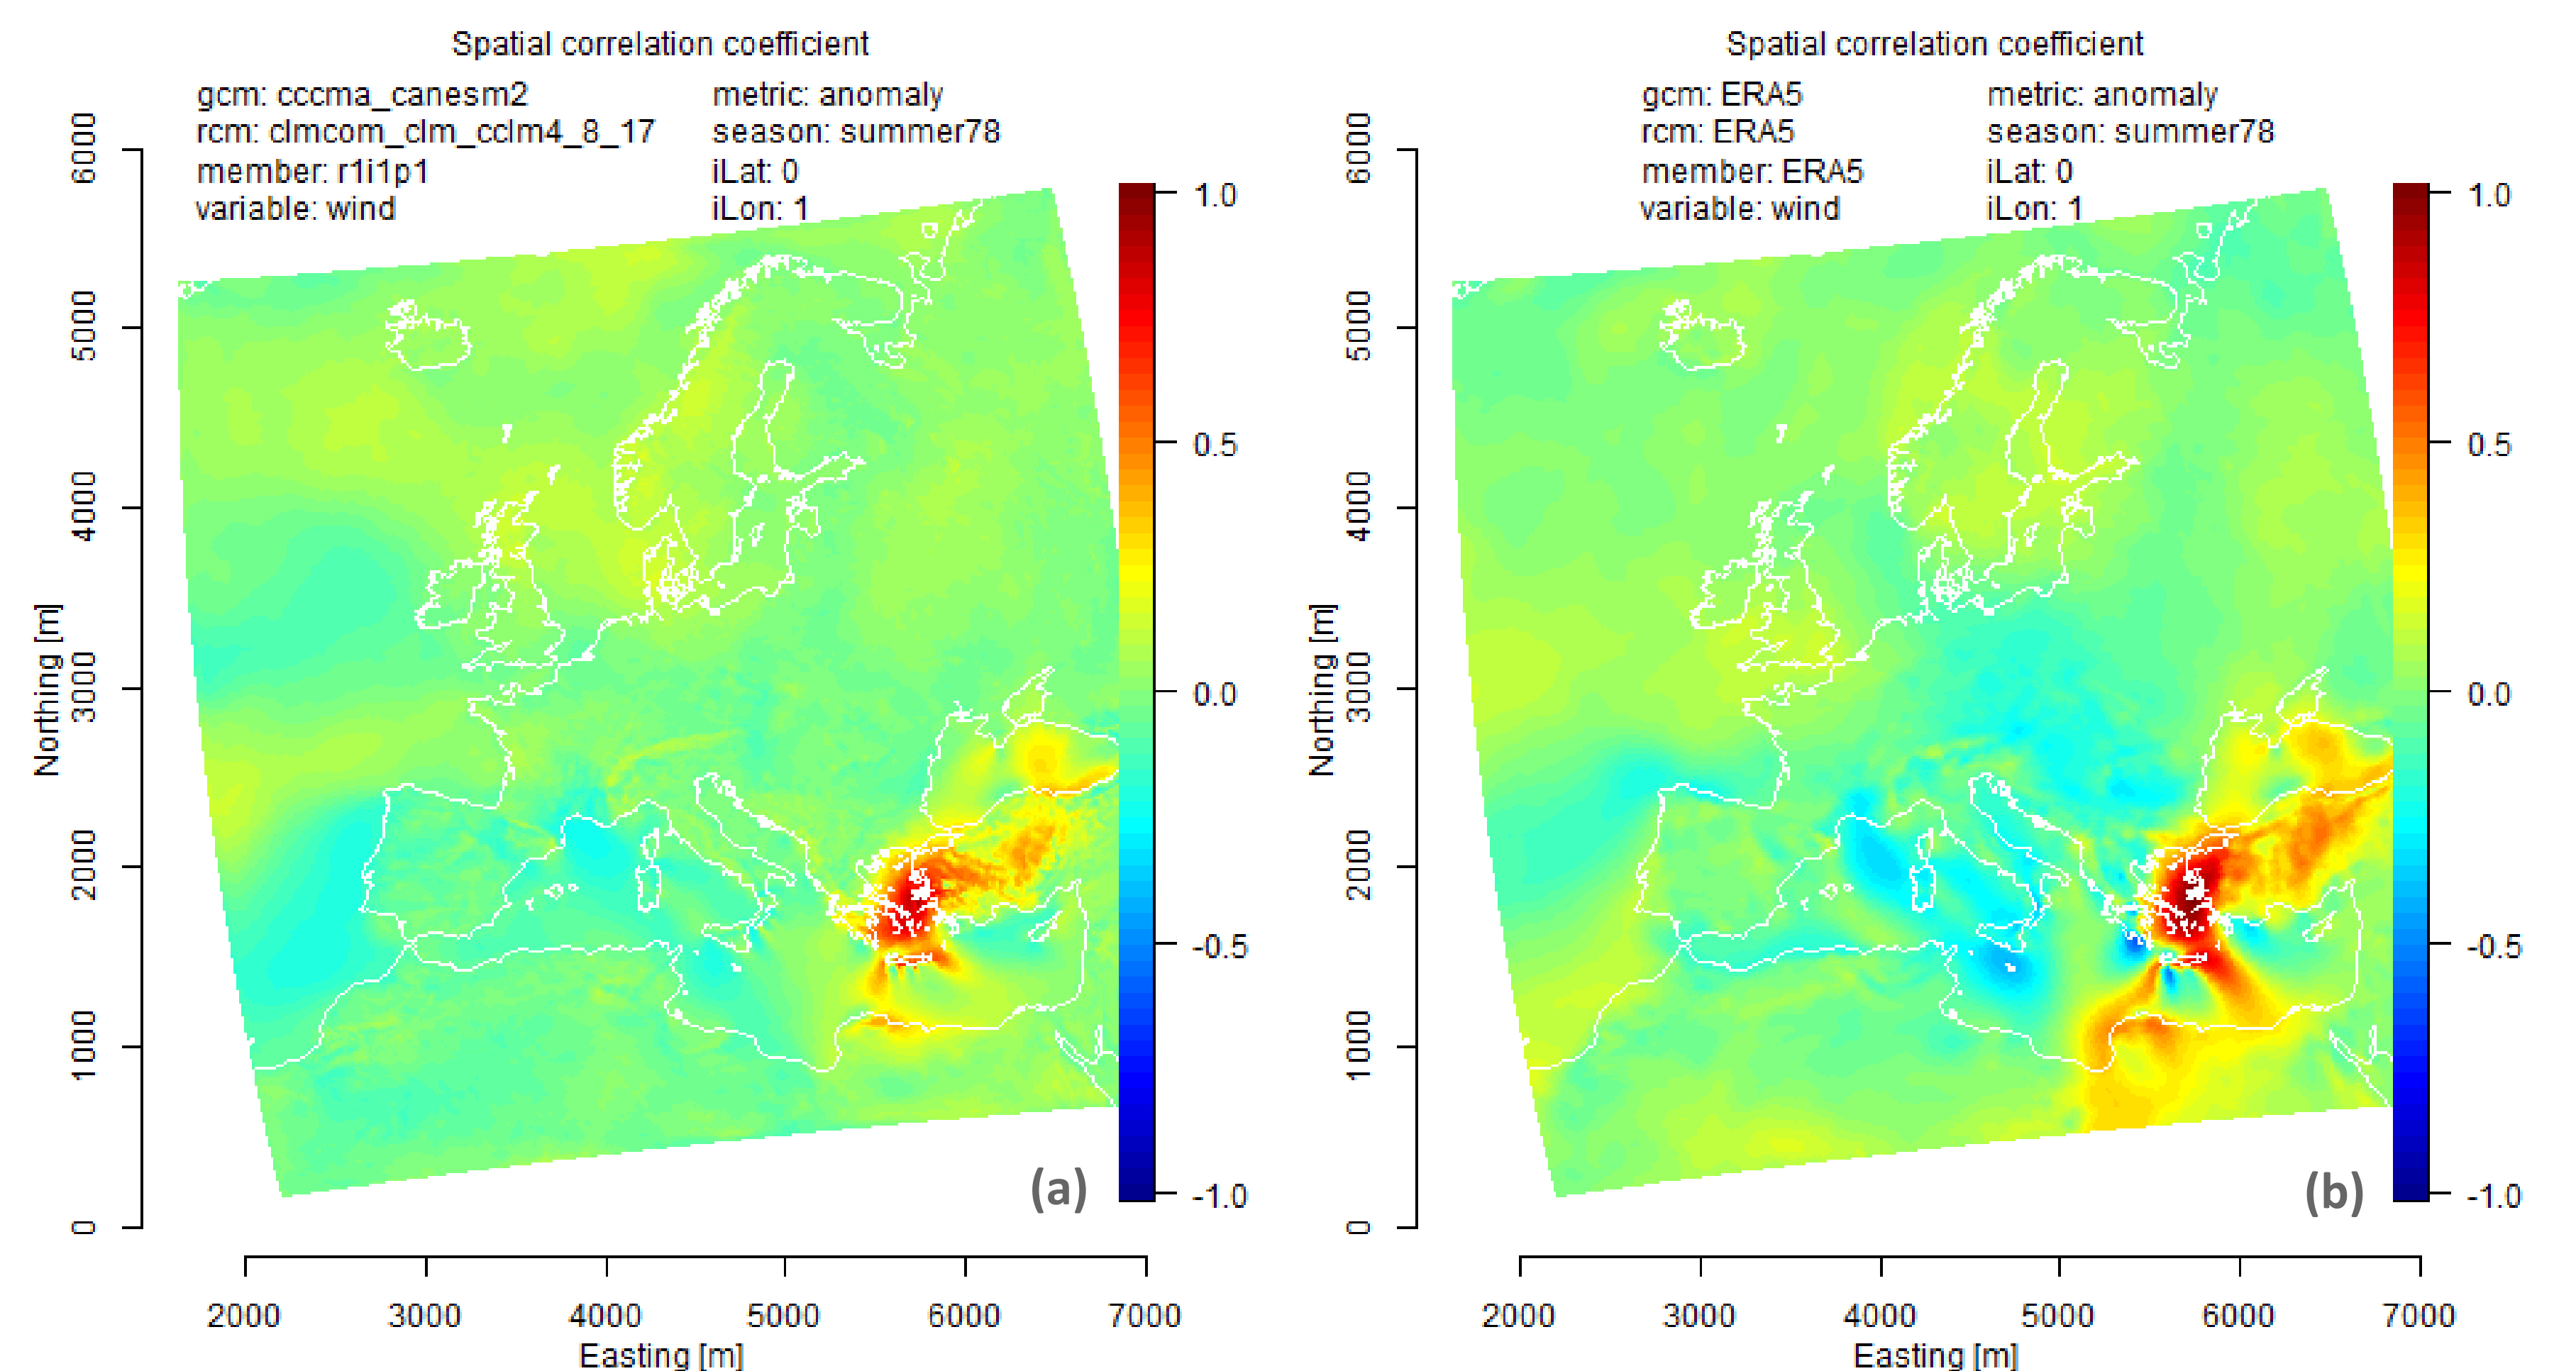 Spatial correlation coefficient
gcm: cccma_canesm2 metric: anomaly
rcm: clmcom_clm_cclm4_8_17 season: summer78
member: r1i1p1 iLat: 0
variable: wind iLon: 1
6000
5000
4000
3000
2000
1000
0
Northing [m]
1.0
0.5
0.0
-0.5
-1.0
(a)
2000 3000 4000 5000 6000 7000
Easting [m]
Spatial correlation coefficient
gcm: ERA5 metric: anomaly
rcm: ERA5 season: summer78
member: ERA5 iLat: 0
variable: wind iLon: 1
6000
5000
4000
3000
2000
1000
0
Northing [m]
1.0
0.5
0.0
-0.5
-1.0
(b)
2000 3000 4000 5000 6000 7000
Easting [m]